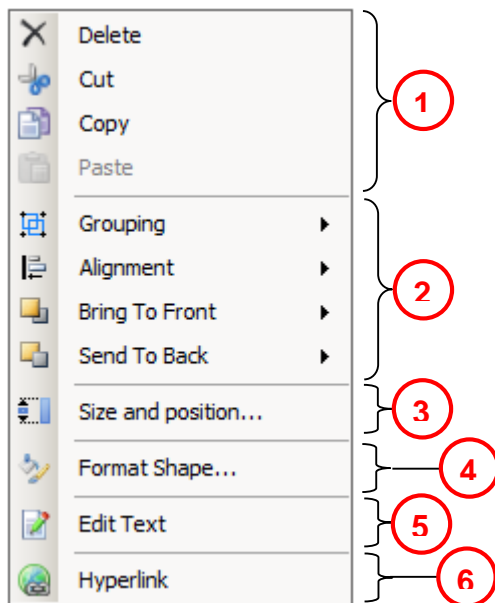 Delete
Cut
Copy
Paste
1
Grouping
Alignment
Bring To Front
Send To Back
2
Size and position...
3
Format Shape...
4
Edit Text
5
Hyperlink
6